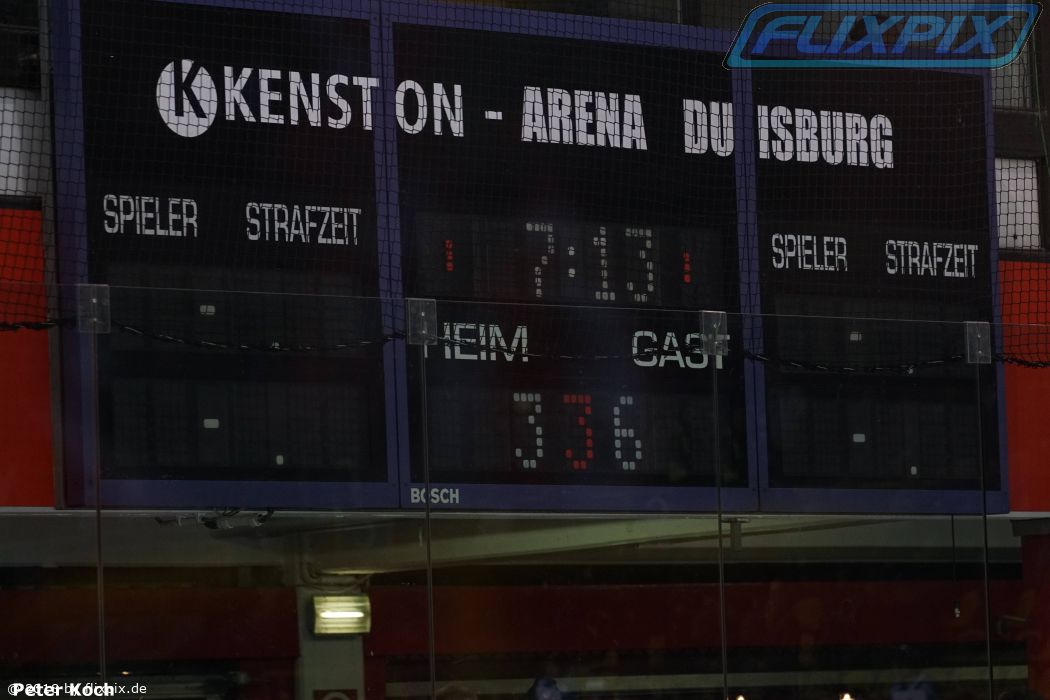 FLIXPIX
K KENSTON - ARENA DUISBURG
SPIELER STRAFZEIT 7:13 SPIELER STRAFZEIT
HEIM GAST
3 3 6
BOSCH
Peter Koch